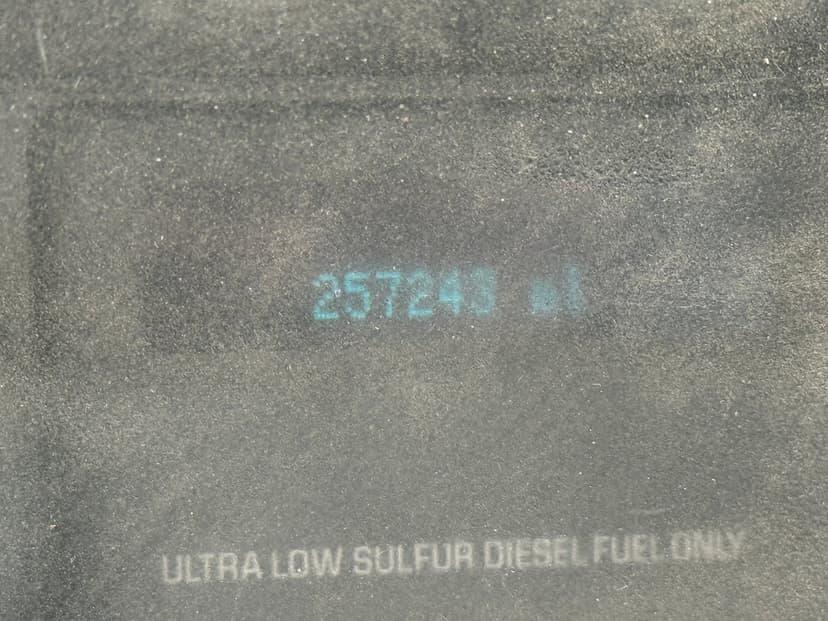 257243 mi
ULTRA LOW SULFUR DIESEL FUEL ONLY